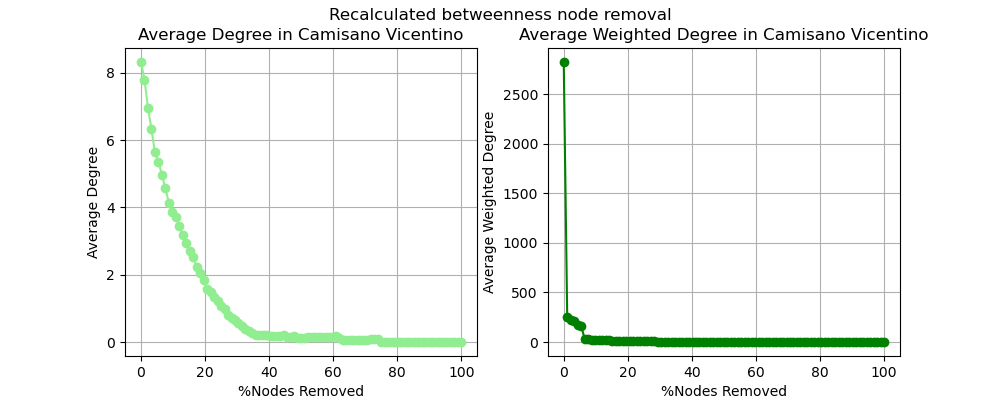 Recalculated betweenness node removal
Average Degree in Camisano Vicentino
Average Degree
8
6
4
2
0
0 20 40 60 80 100
%Nodes Removed
Average Weighted Degree in Camisano Vicentino
Average Weighted Degree
2500
2000
1500
1000
500
0
0 20 40 60 80 100
%Nodes Removed